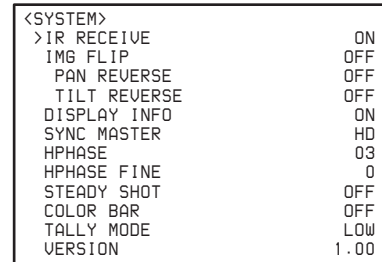 <SYSTEM>
>IR RECEIVE ON
IMG FLIP OFF
PAN REVERSE OFF
TILT REVERSE OFF
DISPLAY INFO ON
SYNC MASTER HD
HPHASE 03
HPHASE FINE 0
STEADY SHOT OFF
COLOR BAR OFF
TALLY MODE LOW
VERSION 1.00